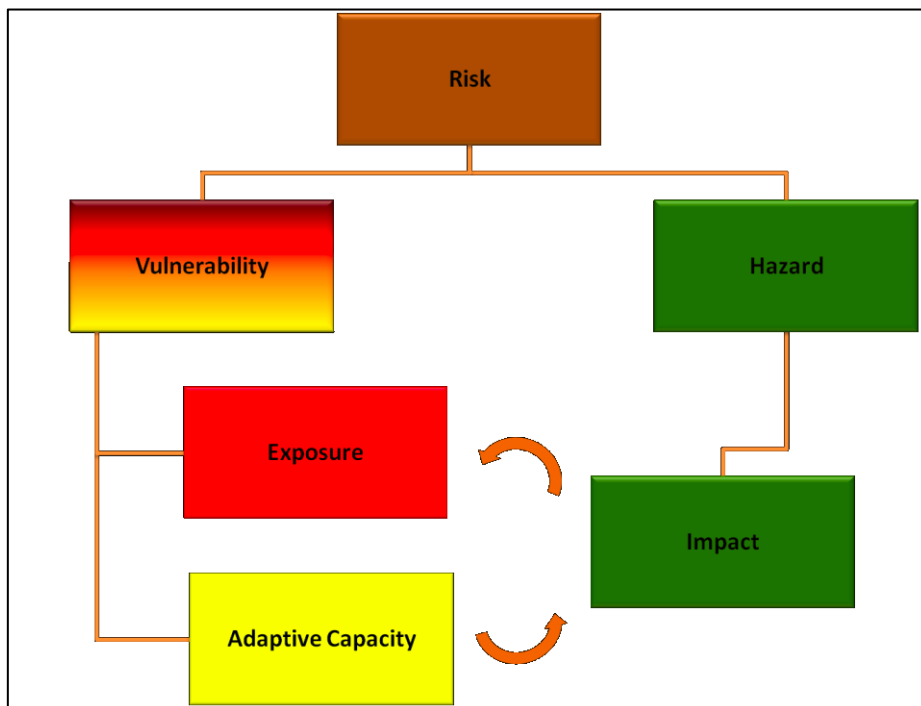 Risk
Vulnerability
Hazard
Exposure
Impact
Adaptive Capacity